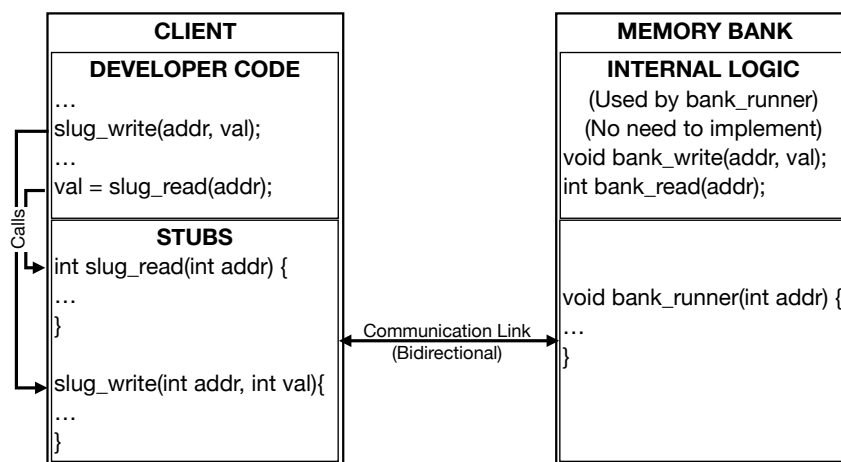 CLIENT
DEVELOPER CODE
…
slug_write(addr, val);
…
val = slug_read(addr);
Calls
STUBS
int slug_read(int addr) {
…
}
slug_write(int addr, int val){
…
}
Communication Link
(Bidirectional)
MEMORY BANK
INTERNAL LOGIC
(Used by bank_runner)
(No need to implement)
void bank_write(addr, val);
int bank_read(addr);
void bank_runner(int addr) {
…
}